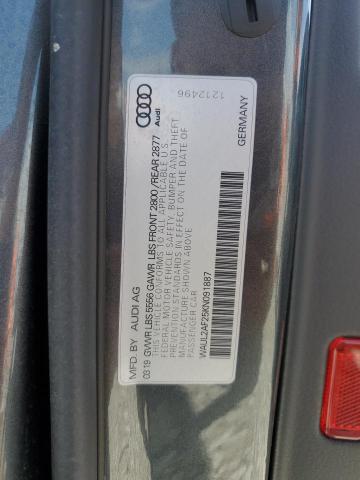 1212496
Audi
GERMANY
MFD. BY AUDI AG
03 19 GVWR LBS 5556 GAWR LBS FRONT 2800 / REAR 2877
THIS VEHICLE CONFORMS TO ALL APPLICABLE U.S.
FEDERAL MOTOR VEHICLE SAFETY, BUMPER AND THEFT
PREVENTION STANDARDS IN EFFECT ON THE DATE OF
MANUFACTURE SHOWN ABOVE
PASSENGER CAR
WAUL2AF25KN091887